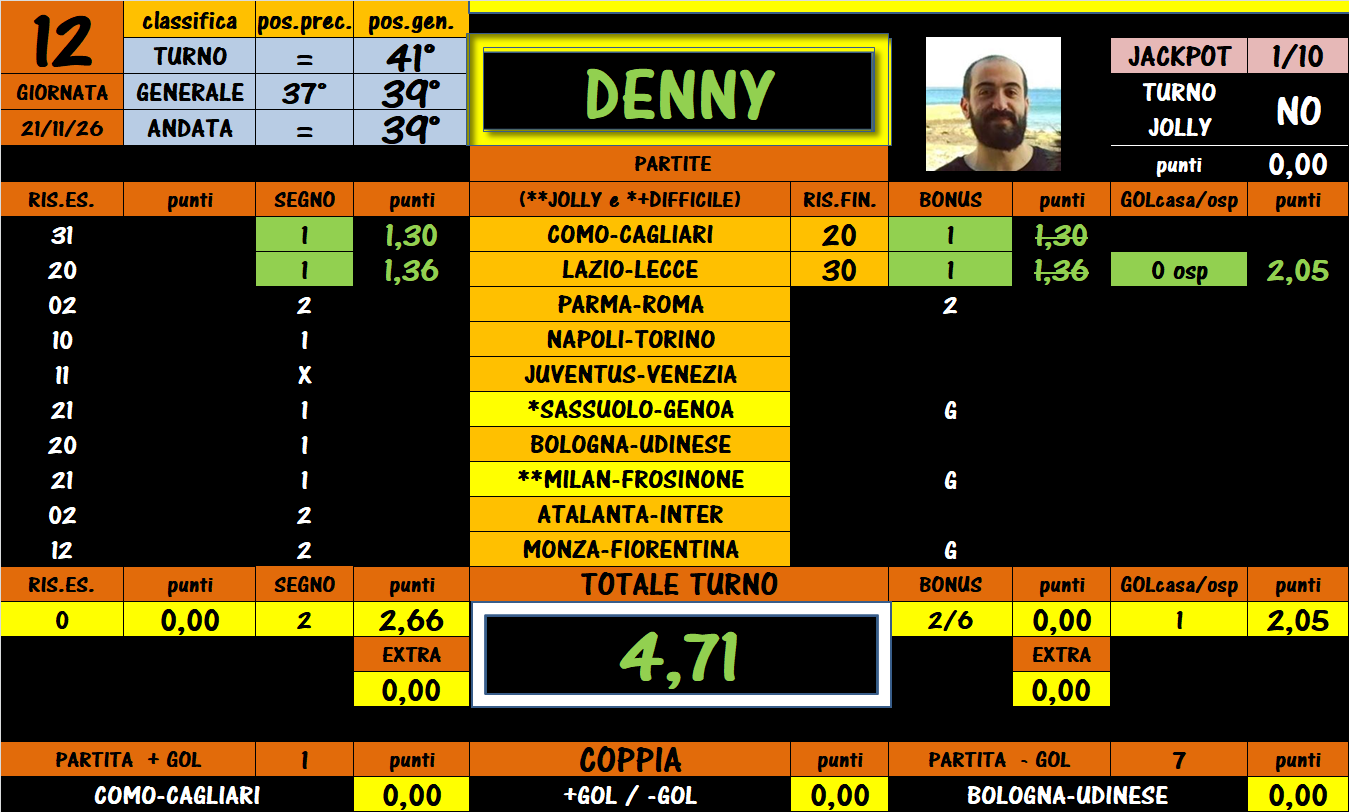 12 classifica pos.prec. pos.gen.
TURNO = 41°
GIORNATA GENERALE 37° 39°
21/11/26 ANDATA = 39°
DENNY
JACKPOT 1/10
TURNO JOLLY NO
PARTITE punti 0,00
RIS.ES. punti SEGNO punti (**JOLLY e *+DIFFICILE) RIS.FIN. BONUS punti GOLcasa/osp punti
31 1 1,30 COMO-CAGLIARI 20 1 1,30
20 1 1,36 LAZIO-LECCE 30 1 1,36 0 osp 2,05
02 2 PARMA-ROMA 2
10 1 NAPOLI-TORINO
11 X JUVENTUS-VENEZIA
21 1 *SASSUOLO-GENOA G
20 1 BOLOGNA-UDINESE
21 1 **MILAN-FROSINONE G
02 2 ATALANTA-INTER
12 2 MONZA-FIORENTINA G
RIS.ES. punti SEGNO punti TOTALE TURNO BONUS punti GOLcasa/osp punti
0 0,00 2 2,66 4,71 2/6 0,00 1 2,05
EXTRA EXTRA
0,00 0,00
PARTITA + GOL 1 punti COPPIA punti PARTITA - GOL 7 punti
COMO-CAGLIARI 0,00 +GOL / -GOL 0,00 BOLOGNA-UDINESE 0,00